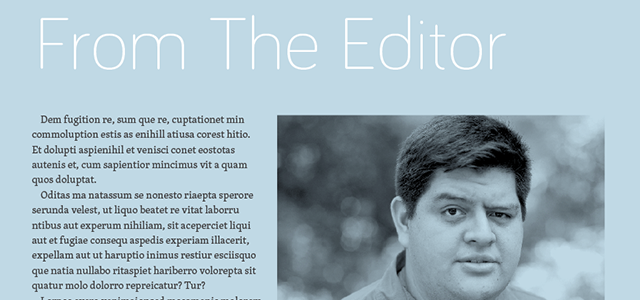 From The Editor
Dem fugition re, sum que re, cuptationet min
commoluption estis as enihill atiusa corest hitio.
Et dolupti aspienihil et venisci conet eostotas
autenis et, cum sapientior mincimus vit a quam
quos doluptat.
Oditas ma natassum se nonesto riaepta sperore
serunda velest, ut liquo beatet re vitat laborru
ntibus aut experum nihiliam, sit aceperciet liqui
aut et fugiae consequ aspedis experiam illacerit,
expellam aut ut haruptio inimus restiur esciisquo
que natia nullabo ritaspiet hariberro volorepta sit
quatur molo dolorro repreicatur? Tur?